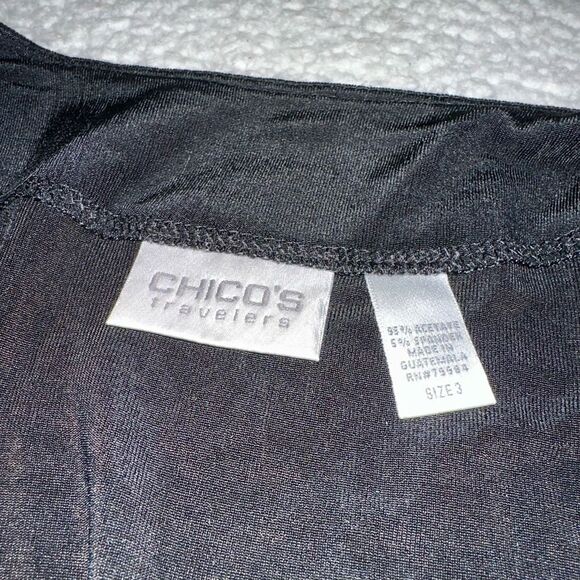 CHICO'S
travelers
95% ACETATE
5% SPANDEX
MADE IN
GUATEMALA
RN#79984
SIZE 3